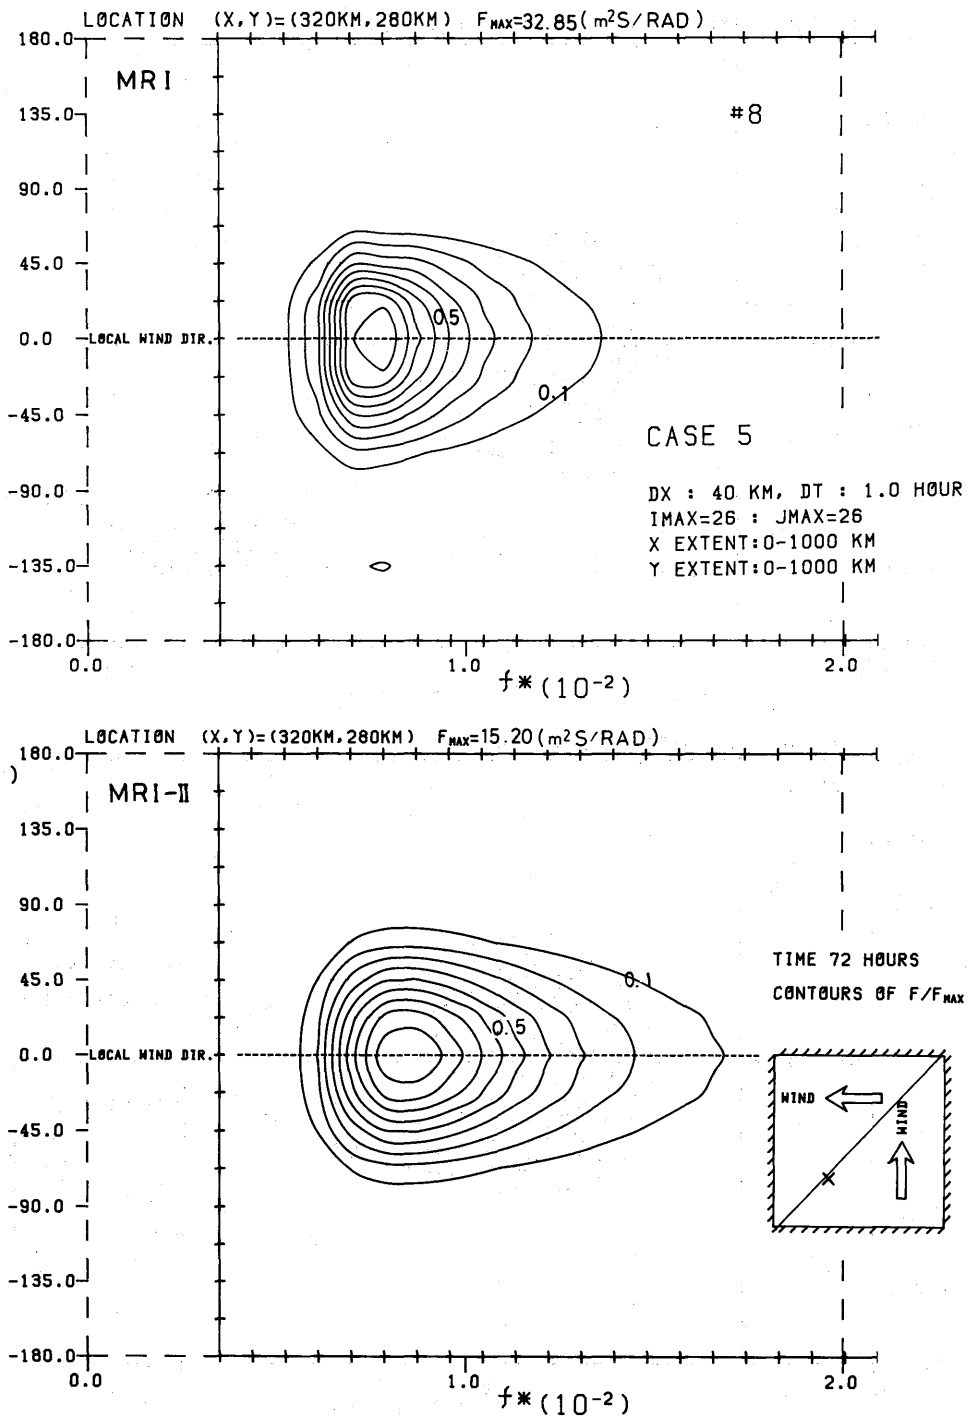 LOCATION (X,Y)=(320KM,280KM) FMAX=32.85(m²S/RAD)
180.0
MRI
#8
135.0
90.0
45.0
0.5
0.0 LOCAL WIND DIR.
0.1
-45.0
CASE 5
-90.0
DX : 40 KM, DT : 1.0 HOUR
IMAX=26 : JMAX=26
X EXTENT:0-1000 KM
-135.0
Y EXTENT:0-1000 KM
-180.0
0.0 1.0 2.0
f*(10⁻²)
LOCATION (X,Y)=(320KM,280KM) FMAX=15.20(m²S/RAD)
180.0
)
MRI-II
135.0
90.0
TIME 72 HOURS
45.0
0.1
CONTOURS OF F/FMAX
0.5
0.0 LOCAL WIND DIR.
WIND
WIND
-45.0
-90.0
-135.0
-180.0
0.0 1.0 2.0
f*(10⁻²)